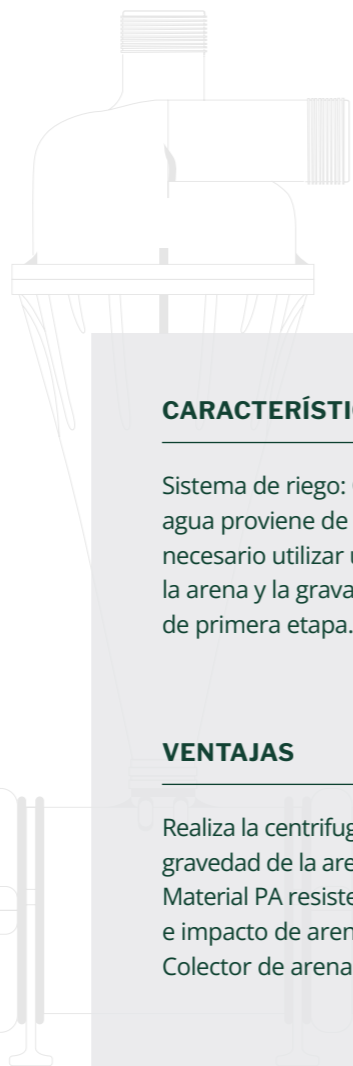 CARACTERÍSTI
Sistema de riego:
agua proviene de
necesario utilizar
la arena y la grava
de primera etapa.
VENTAJAS
Realiza la centrifug
gravedad de la are
Material PA resiste
e impacto de aren
Colector de arena